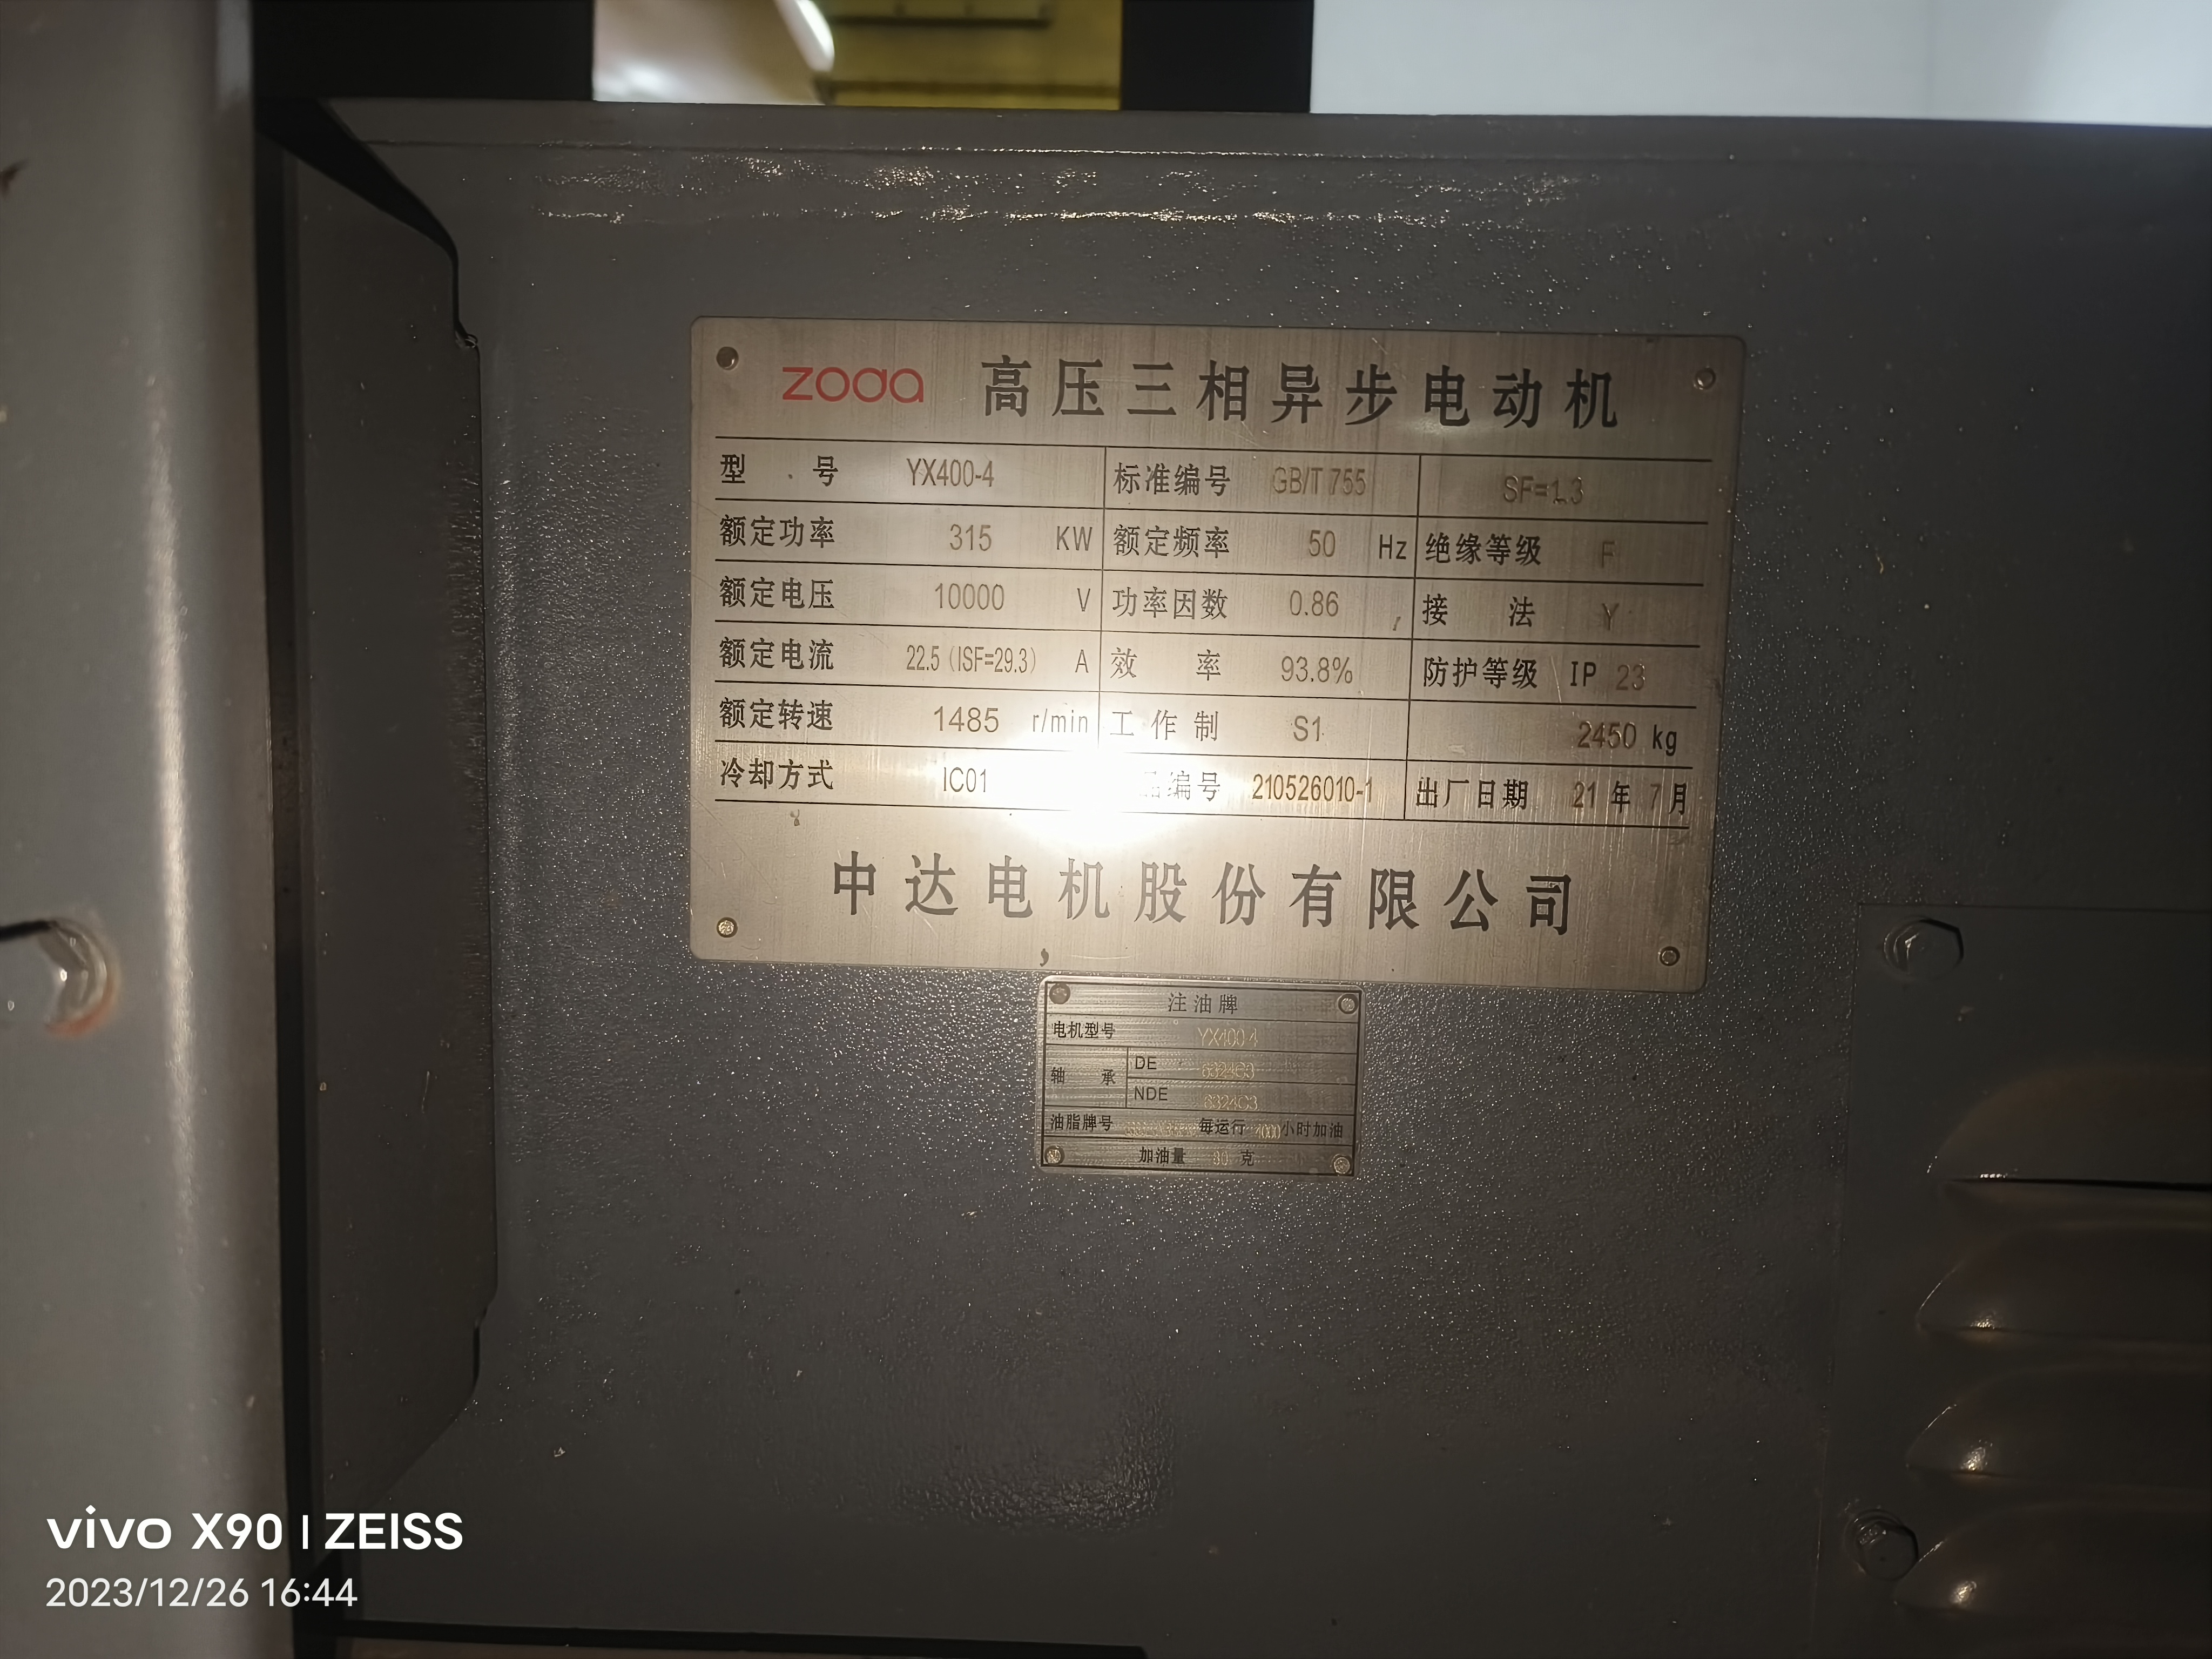 zoda 高压三相异步电动机
型 号 YX400-4 标准编号 GB/T 755 SF=1.3
额定功率 315 KW 额定频率 50 Hz 绝缘等级 F
额定电压 10000 V 功率因数 0.86 接 法 Y
额定电流 22.5（ISF=29.3） A 效 率 93.8% 防护等级 IP 23
额定转速 1485 r/min 工 作 制 S1 2450 kg
冷却方式 IC01 编号 210526010-1 出厂日期 21 年 7 月
中达电机股份有限公司
注油牌
电机型号 YX400-4
轴 承 DE 6324C3
NDE 6324C3
油脂牌号 每运行 4000 小时加油
加油量 克
vivo X90 | ZEISS
2023/12/26 16:44